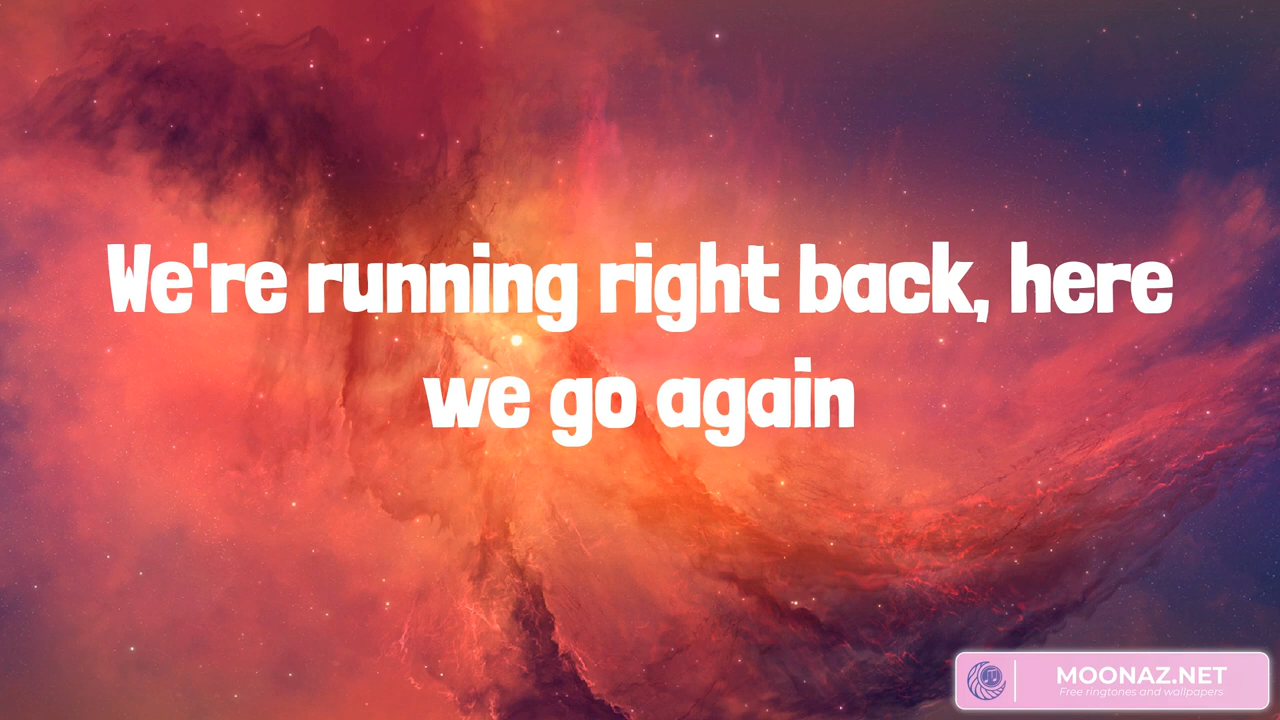 We're running right back, here
we go again
MOONAZ.NET
Free ringtones and wallpapers